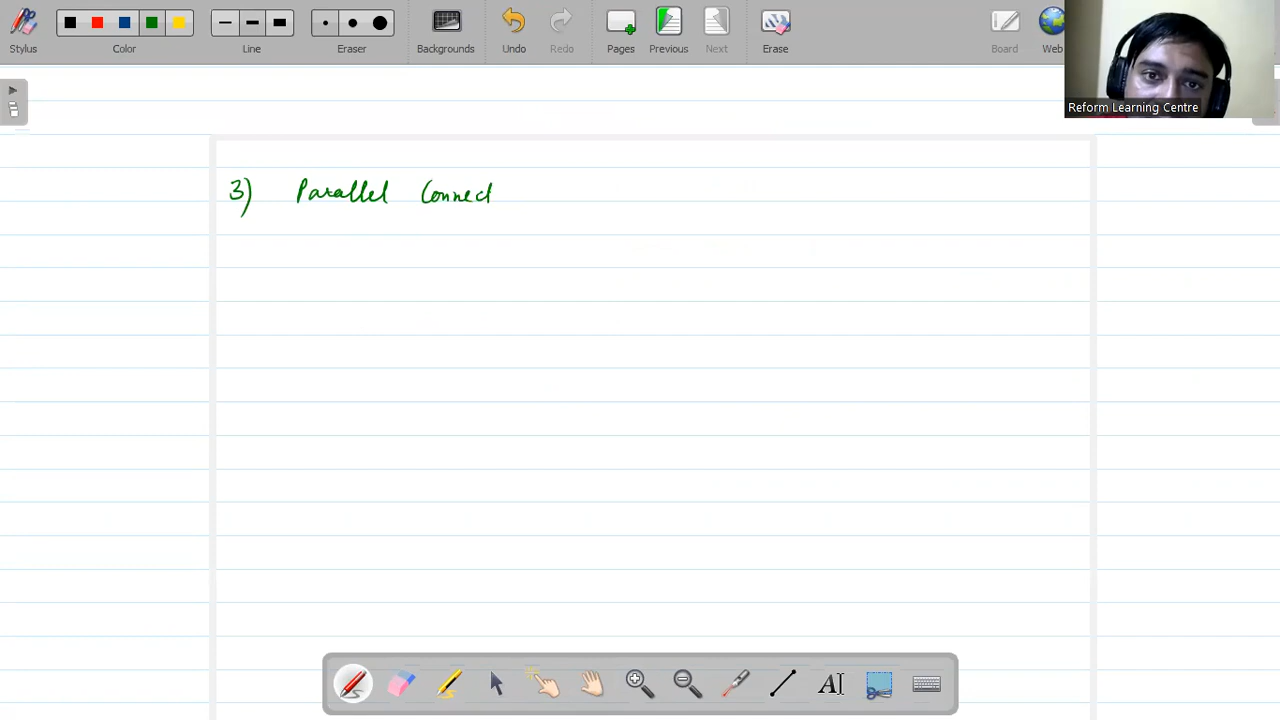 Stylus
Color
Line
Eraser
Backgrounds
Undo
Redo
Pages
Previous
Next
Erase
Board
Web
Reform Learning Centre
3) Parallel Connect
AI